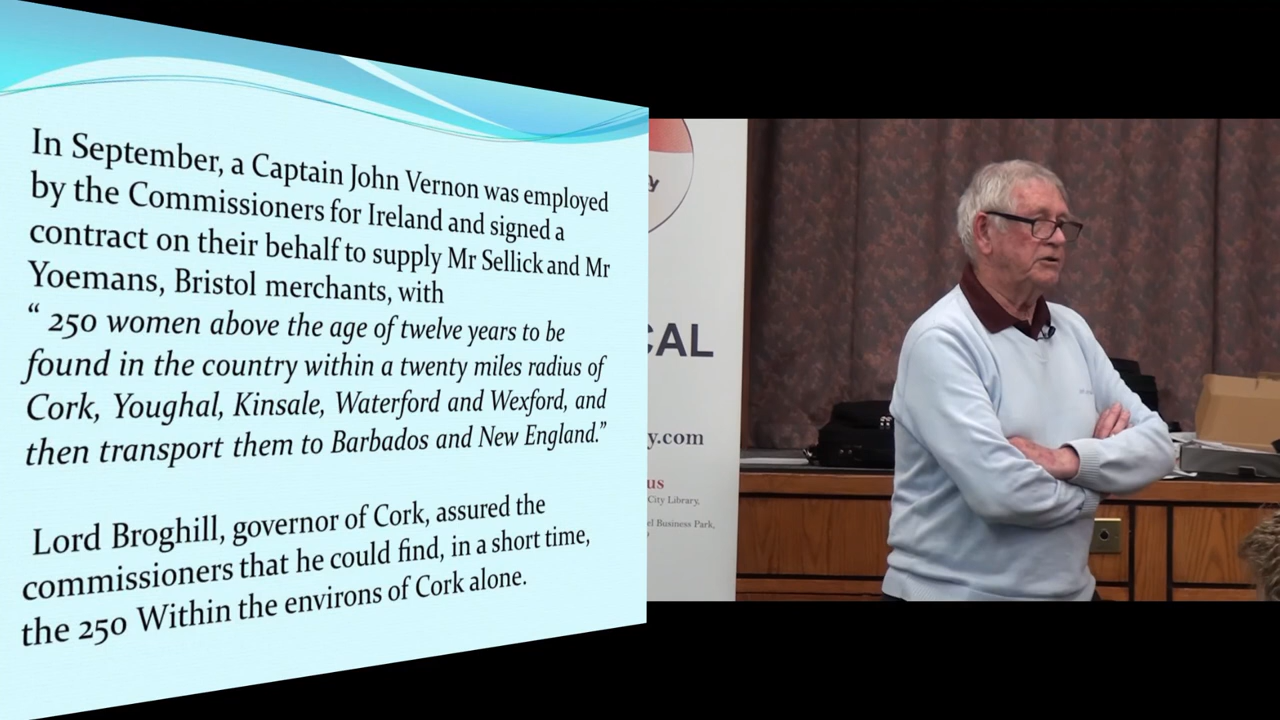 In September, a Captain John Vernon was employed
by the Commissioners for Ireland and signed a
contract on their behalf to supply Mr Sellick and Mr
Yoemans, Bristol merchants, with
“ 250 women above the age of twelve years to be
found in the country within a twenty miles radius of
Cork, Youghal, Kinsale, Waterford and Wexford, and
then transport them to Barbados and New England.”
Lord Broghill, governor of Cork, assured the
commissioners that he could find, in a short time,
the 250 Within the environs of Cork alone.
y
CAL
y.com
us
City Library,
el Business Park,